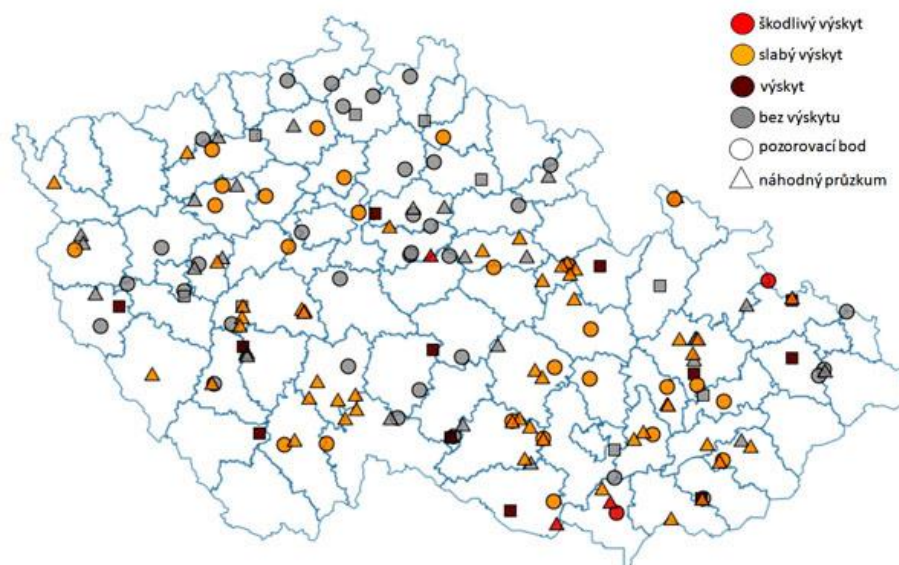 škodlivý výskyt
slabý výskyt
výskyt
bez výskytu
pozorovací bod
náhodný průzkum